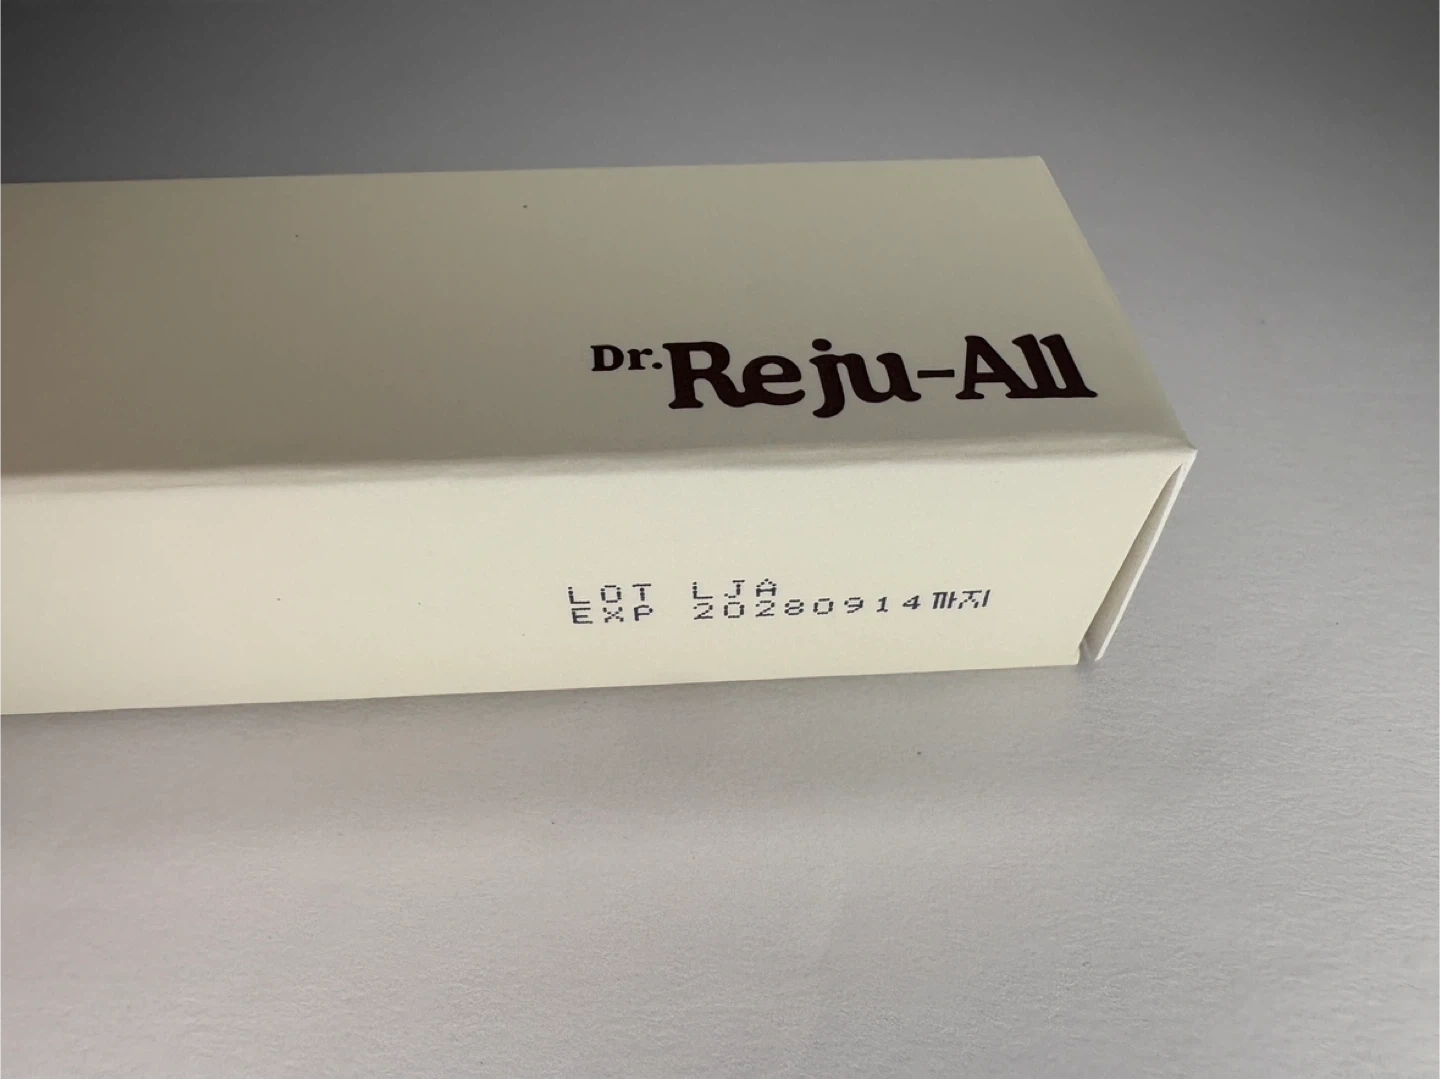 Dr.Reju-All
LOT LJA
EXP 20280914까지